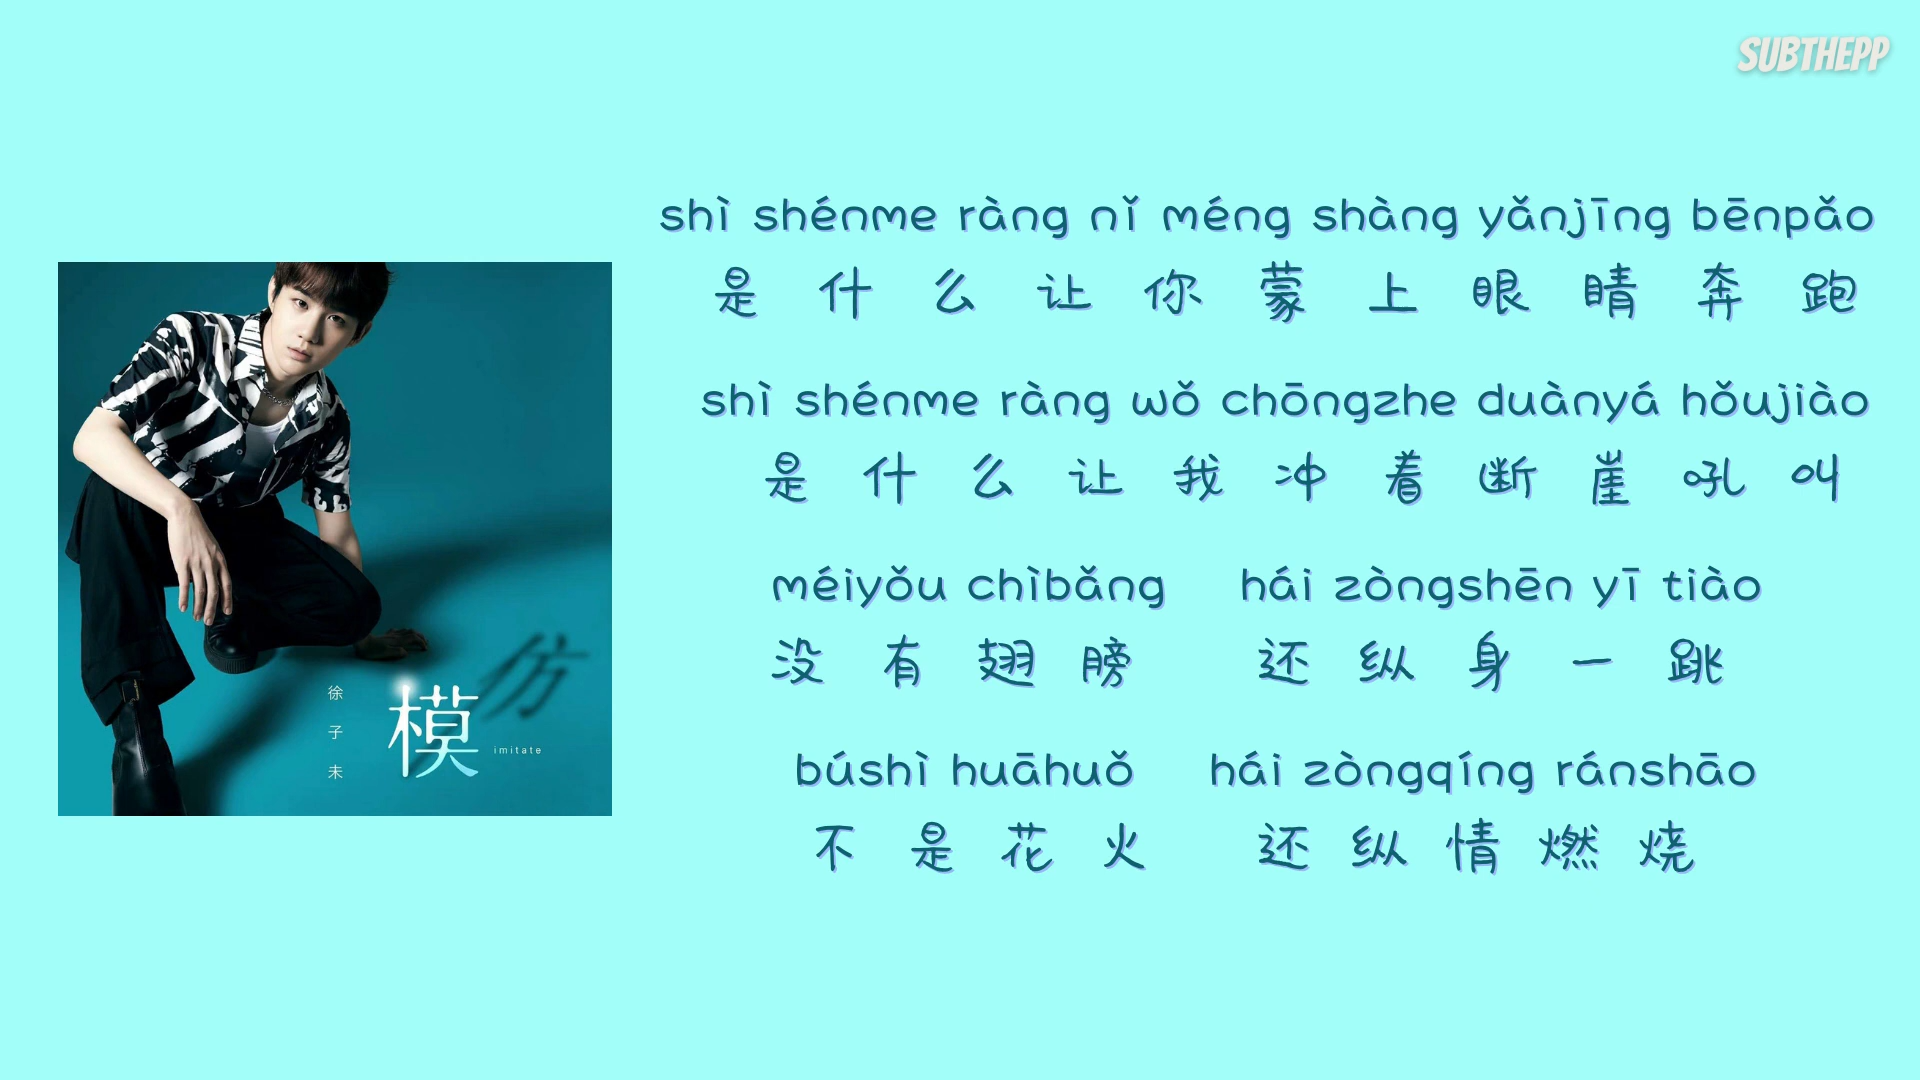 SUBTHEPP
shì shénme ràng nǐ méng shàng yǎnjīng bēnpǎo
是什么让你蒙上眼睛奔跑
shì shénme ràng wǒ chōngzhe duànyá hǒujiào
是什么让我冲着断崖吼叫
méiyǒu chìbǎng hái zòngshēn yī tiào
没有翅膀 还纵身一跳
búshì huāhuǒ hái zòngqíng ránshāo
不是花火 还纵情燃烧
徐子未
模仿
imitate